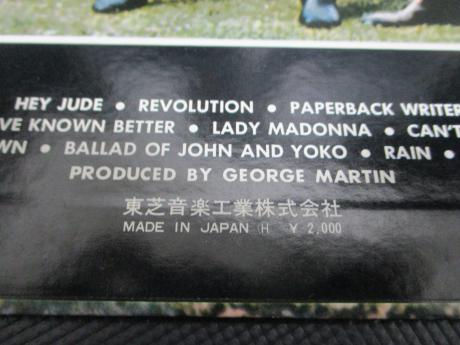 HEY JUDE • REVOLUTION • PAPERBACK WRITER
VE KNOWN BETTER • LADY MADONNA • CAN'T
WN • BALLAD OF JOHN AND YOKO • RAIN •
PRODUCED BY GEORGE MARTIN
東芝音楽工業株式会社
MADE IN JAPAN (H ¥ 2,000